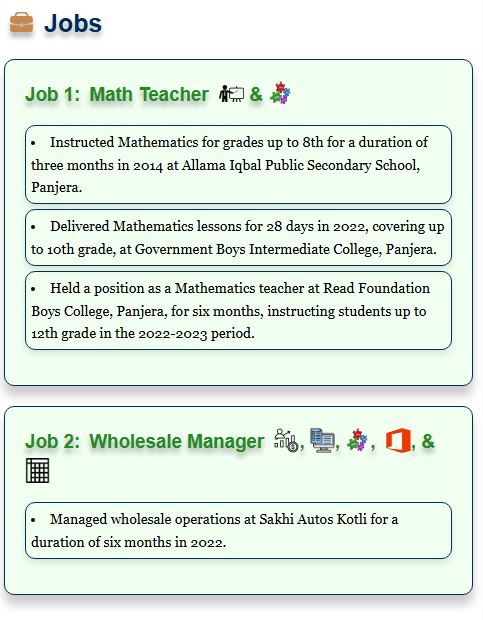 Jobs
Job 1: Math Teacher &
• Instructed Mathematics for grades up to 8th for a duration of
three months in 2014 at Allama Iqbal Public Secondary School,
Panjera.
• Delivered Mathematics lessons for 28 days in 2022, covering up
to 10th grade, at Government Boys Intermediate College, Panjera.
• Held a position as a Mathematics teacher at Read Foundation
Boys College, Panjera, for six months, instructing students up to
12th grade in the 2022-2023 period.
Job 2: Wholesale Manager , , , , &
• Managed wholesale operations at Sakhi Autos Kotli for a
duration of six months in 2022.